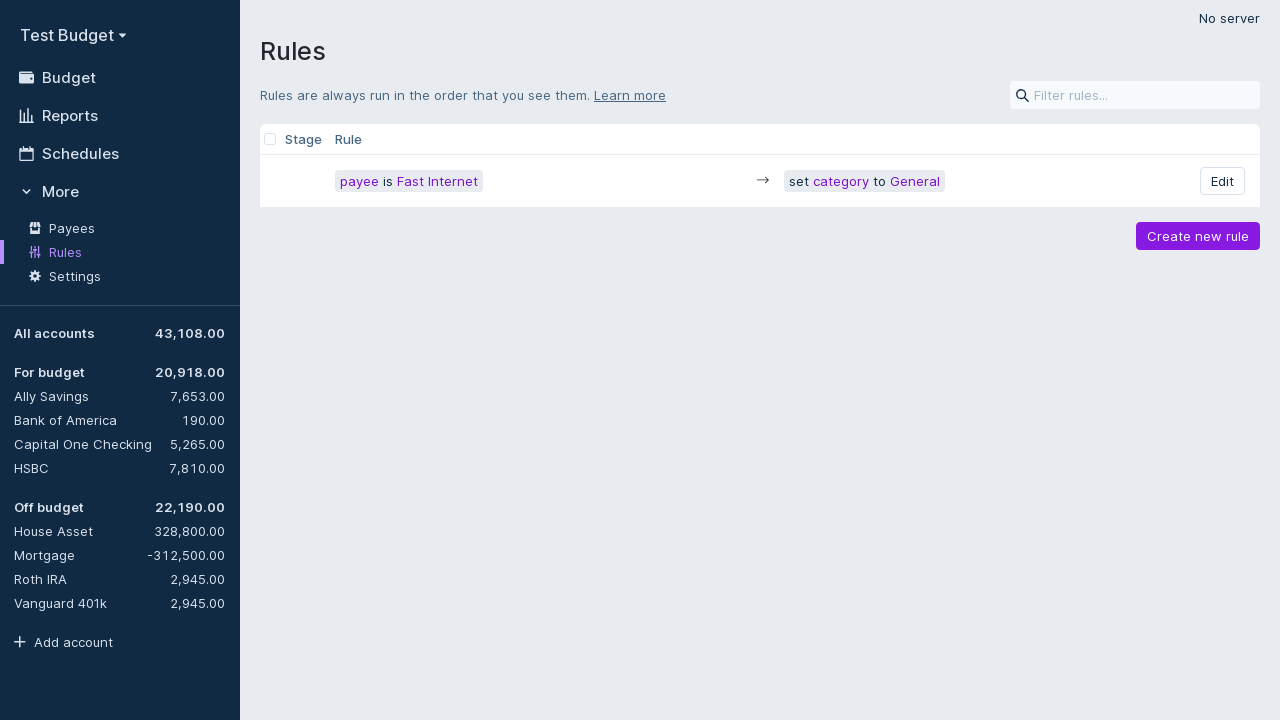 No server
Test Budget
Budget
Reports
Schedules
More
Payees
Rules
Settings
All accounts 43,108.00
For budget 20,918.00
Ally Savings 7,653.00
Bank of America 190.00
Capital One Checking 5,265.00
HSBC 7,810.00
Off budget 22,190.00
House Asset 328,800.00
Mortgage -312,500.00
Roth IRA 2,945.00
Vanguard 401k 2,945.00
Add account
Rules
Rules are always run in the order that you see them. Learn more
Filter rules...
Stage Rule
payee is Fast Internet → set category to General Edit
Create new rule